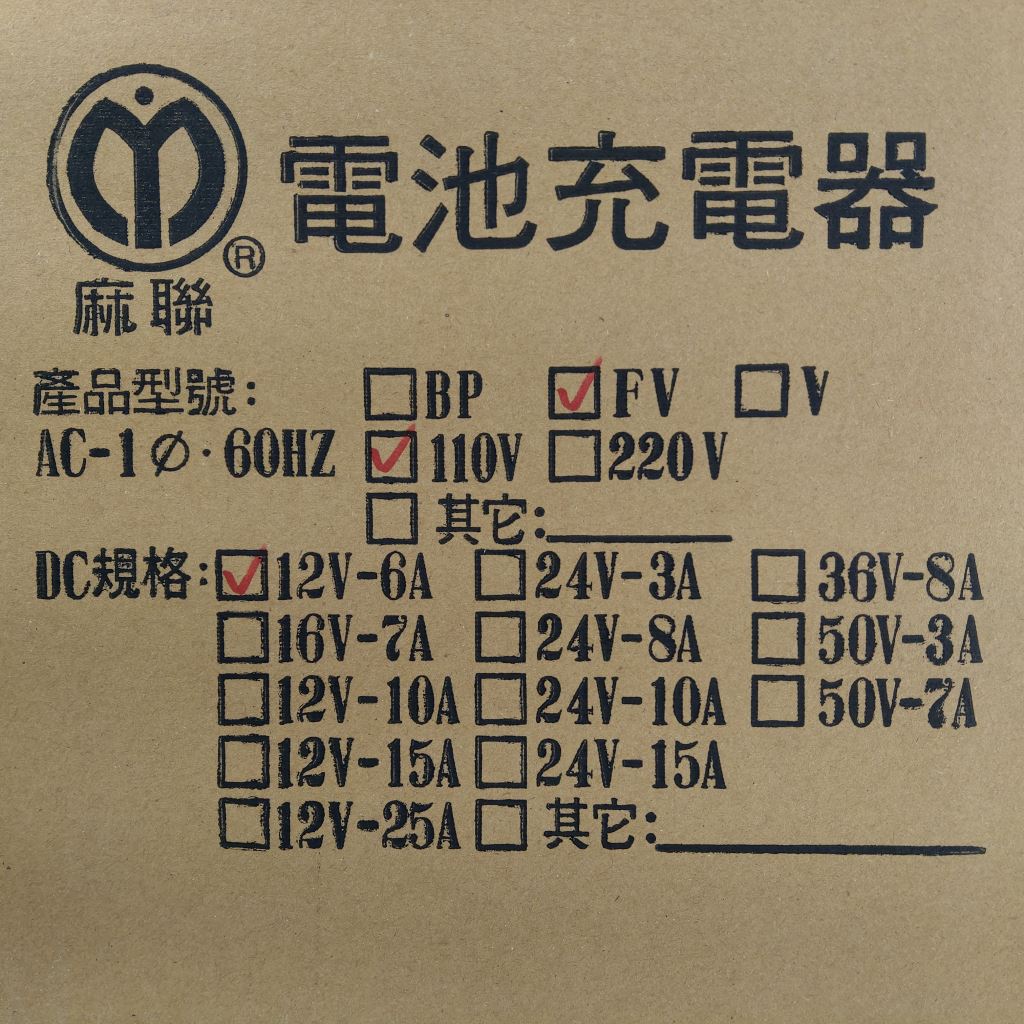 電池充電器
®
麻聯
產品型號: □BP ☑FV □V
AC-1∅·60HZ ☑110V □220V
□其它:______
DC規格: ☑12V-6A □24V-3A □36V-8A
□16V-7A □24V-8A □50V-3A
□12V-10A □24V-10A □50V-7A
□12V-15A □24V-15A
□12V-25A □其它:______